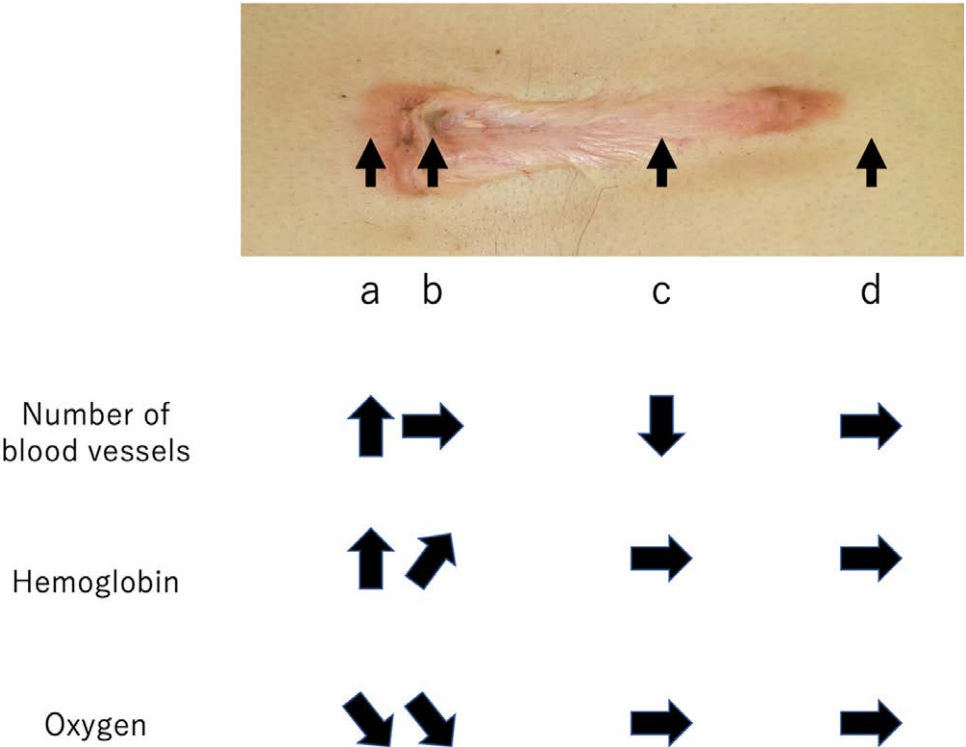 a b c d
Number of
blood vessels
Hemoglobin
Oxygen